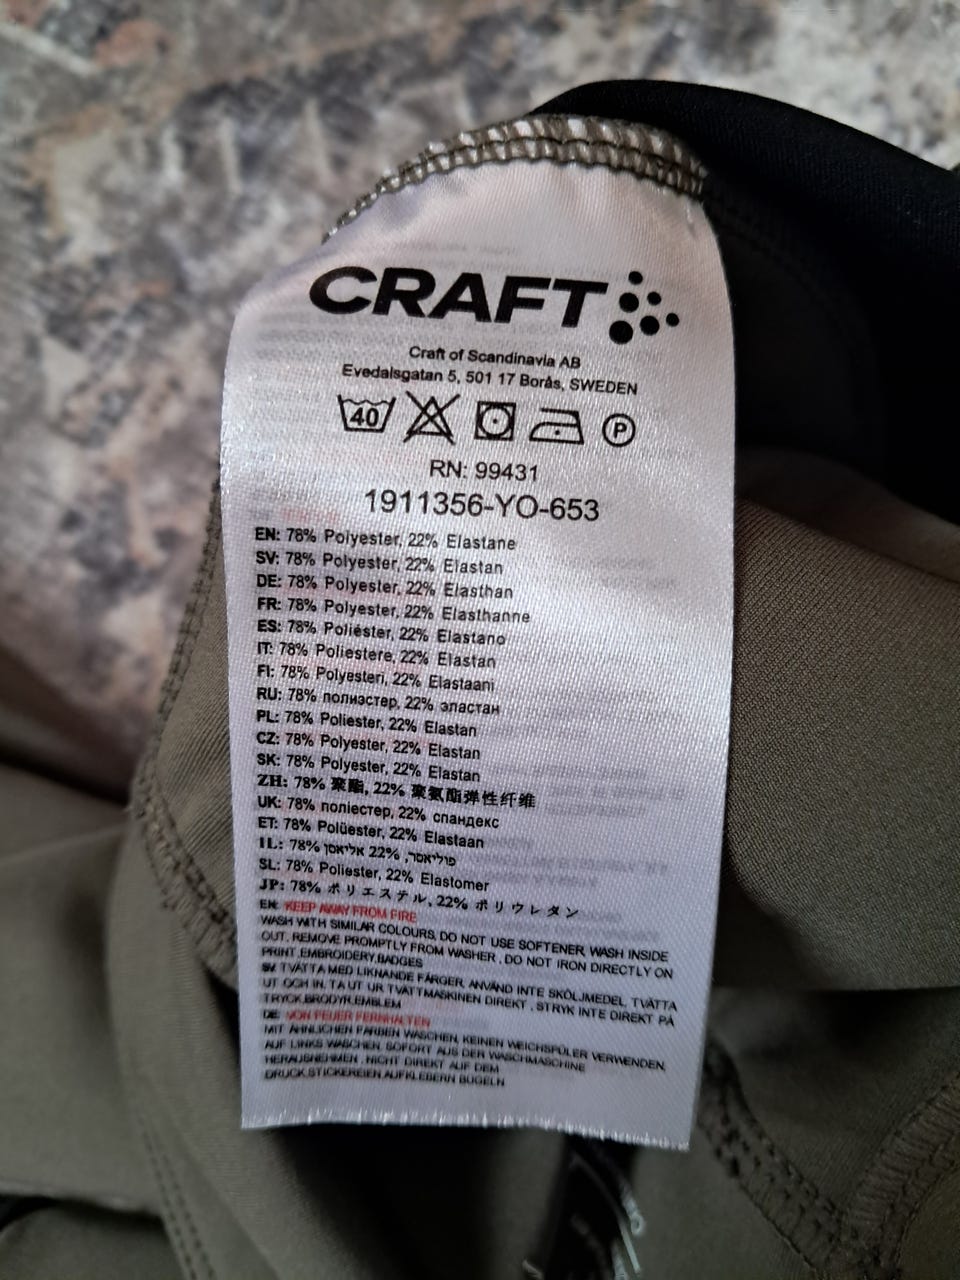 CRAFT
Craft of Scandinavia AB
Evedalsgatan 5, 501 17 Borås, SWEDEN
40
P
RN: 99431
1911356-YO-653
EN: 78% Polyester, 22% Elastane
SV: 78% Polyester, 22% Elastan
DE: 78% Polyester, 22% Elasthan
FR: 78% Polyester, 22% Elasthanne
ES: 78% Poliéster, 22% Elastano
IT: 78% Poliestere, 22% Elastan
FI: 78% Polyesteri, 22% Elastaani
RU: 78% полиэстер, 22% эластан
PL: 78% Poliester, 22% Elastan
CZ: 78% Polyester, 22% Elastan
SK: 78% Polyester, 22% Elastan
ZH: 78% 聚酯, 22% 聚氨酯弹性纤维
UK: 78% поліестер, 22% спандекс
ET: 78% Polüester, 22% Elastaan
IL: 78% פוליאסר, 22% אליאסן
SL: 78% Poliester, 22% Elastomer
JP: 78% ポリエステル, 22% ポリウレタン
EN: KEEP AWAY FROM FIRE
WASH WITH SIMILAR COLOURS, DO NOT USE SOFTENER, WASH INSIDE
OUT, REMOVE PROMPTLY FROM WASHER , DO NOT IRON DIRECTLY ON
PRINT,EMBROIDERY,BADGES
SV: TVÄTTA MED LIKNANDE FÄRGER, ANVÄND INTE SKÖLJMEDEL, TVÄTTA
UT OCH IN, TA UT UR TVÄTTMASKINEN DIREKT , STRYK INTE DIREKT PÅ
TRYCK,BRODYR,EMBLEM
DE: VON FEUER FERNHALTEN
MIT ÄHNLICHEN FARBEN WASCHEN, KEINEN WEICHSPÜLER VERWENDEN,
AUF LINKS WASCHEN, SOFORT AUS DER WASCHMASCHINE
HERAUSNEHMEN , NICHT DIREKT AUF DEM
DRUCK,STICKEREIEN,AUFKLEBERN BÜGELN